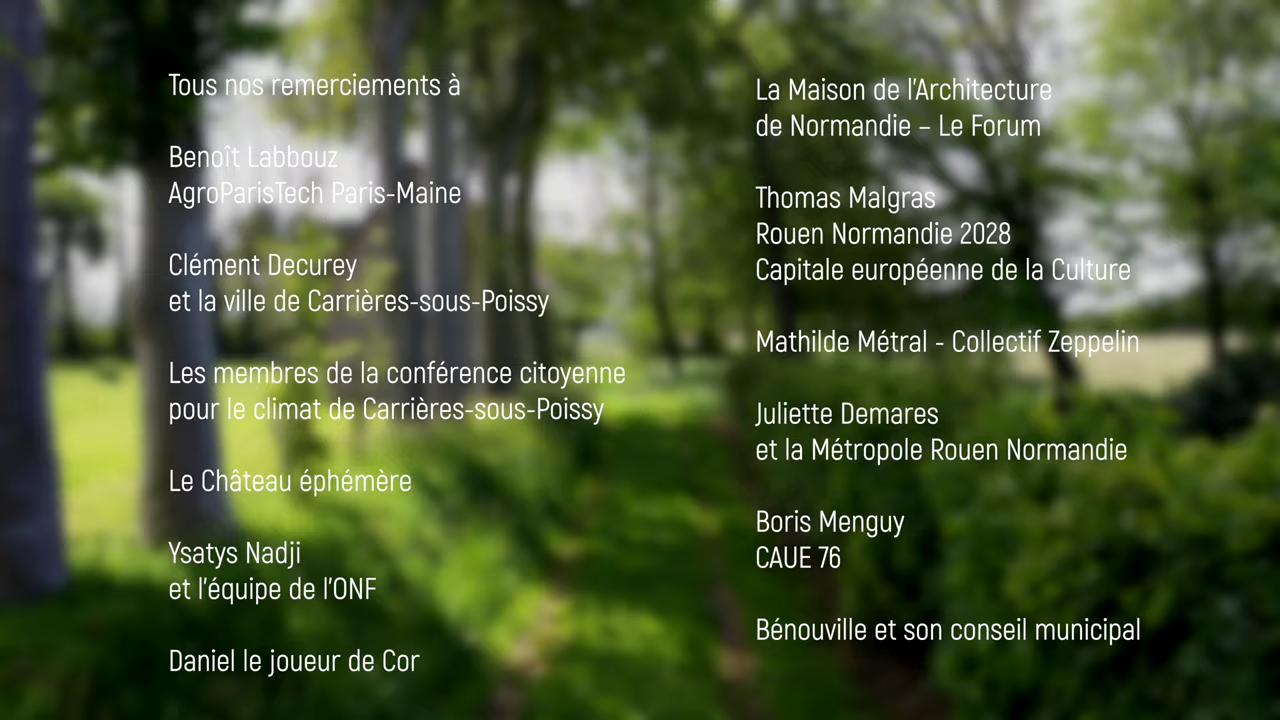 Tous nos remerciements à
Benoît Labbouz
AgroParisTech Paris-Maine
Clément Decurey
et la ville de Carrières-sous-Poissy
Les membres de la conférence citoyenne
pour le climat de Carrières-sous-Poissy
Le Château éphémère
Ysatys Nadji
et l'équipe de l'ONF
Daniel le joueur de Cor
La Maison de l'Architecture
de Normandie – Le Forum
Thomas Malgras
Rouen Normandie 2028
Capitale européenne de la Culture
Mathilde Métral - Collectif Zeppelin
Juliette Demares
et la Métropole Rouen Normandie
Boris Menguy
CAUE 76
Bénouville et son conseil municipal